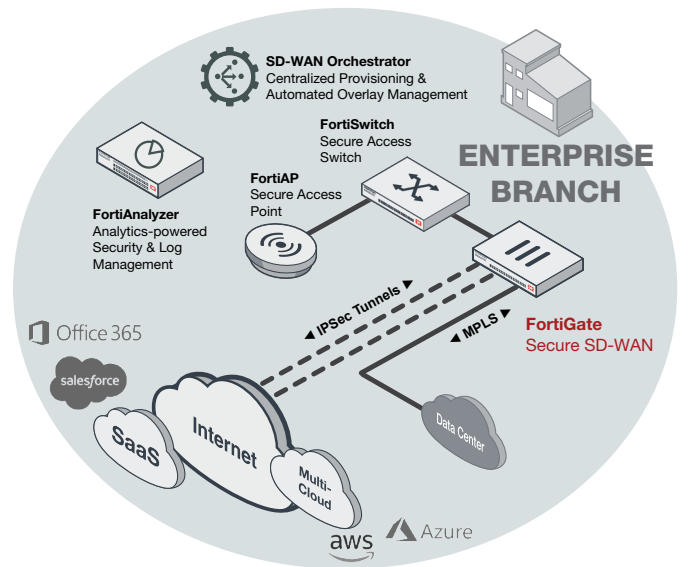 SD-WAN Orchestrator
Centralized Provisioning &
Automated Overlay Management
FortiSwitch
Secure Access
Switch
ENTERPRISE
BRANCH
FortiAP
Secure Access
Point
FortiAnalyzer
Analytics-powered
Security & Log
Management
◀ IPSec Tunnels ▶
◀ MPLS ▶
FortiGate
Secure SD-WAN
Office 365
salesforce
SaaS
Internet
Multi-
Cloud
Data Center
aws
Azure